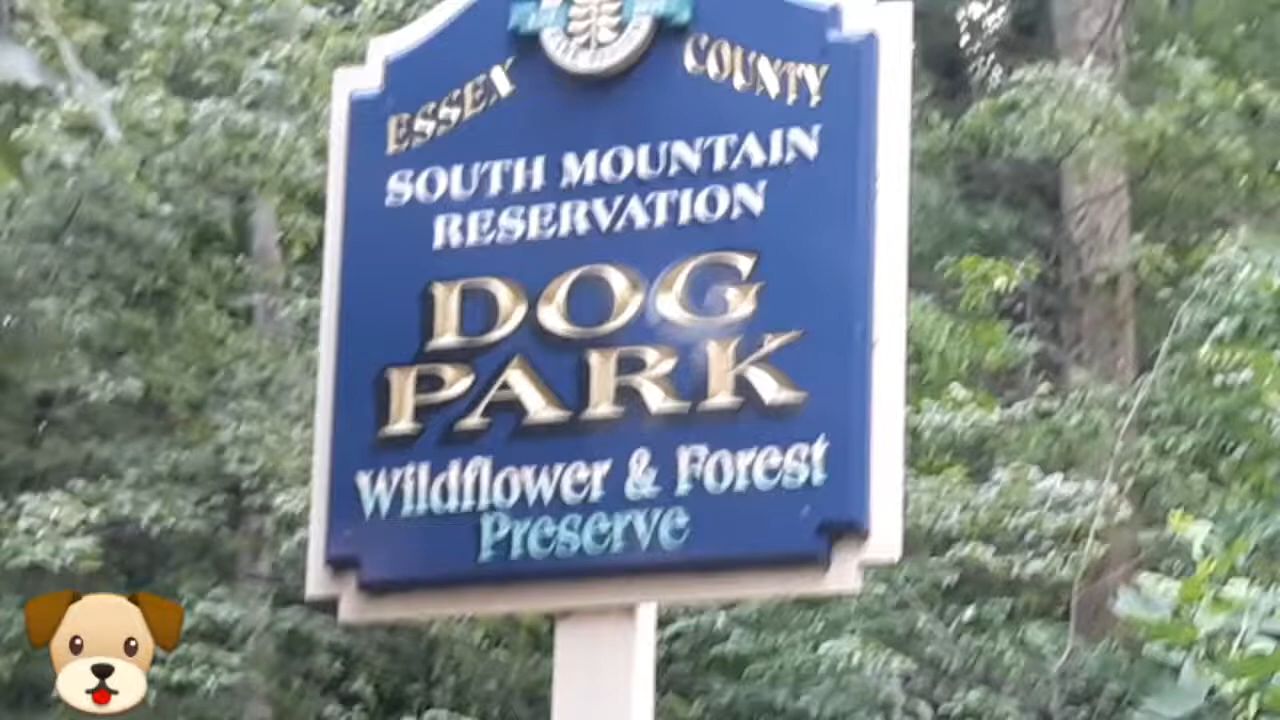 ESSEX COUNTY
SOUTH MOUNTAIN
RESERVATION
DOG
PARK
Wildflower & Forest
Preserve